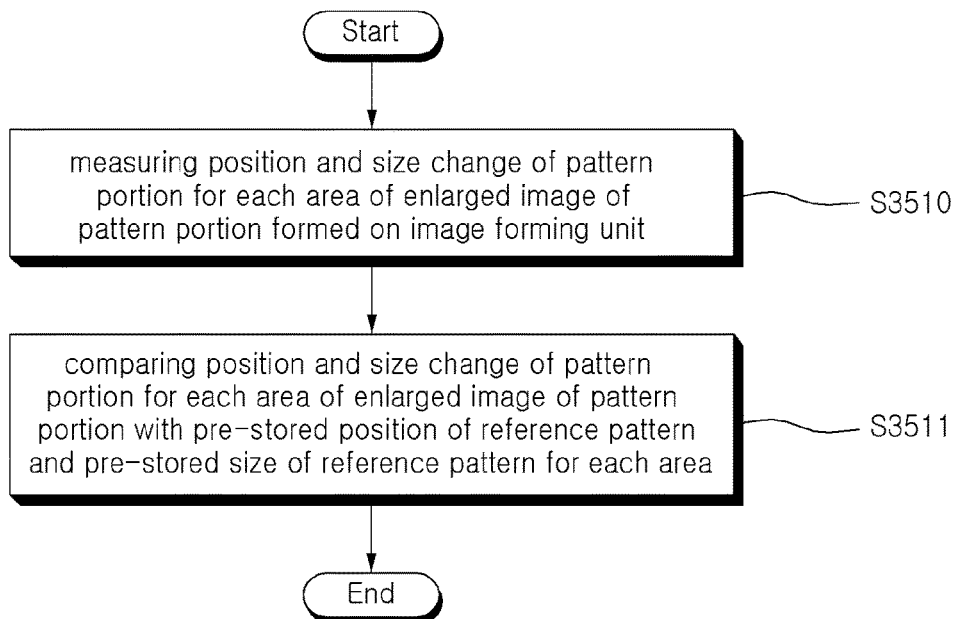 Start
measuring position and size change of pattern
portion for each area of enlarged image of
pattern portion formed on image forming unit
S3510
comparing position and size change of pattern
portion for each area of enlarged image of pattern
portion with pre-stored position of reference pattern
and pre-stored size of reference pattern for each area
S3511
End